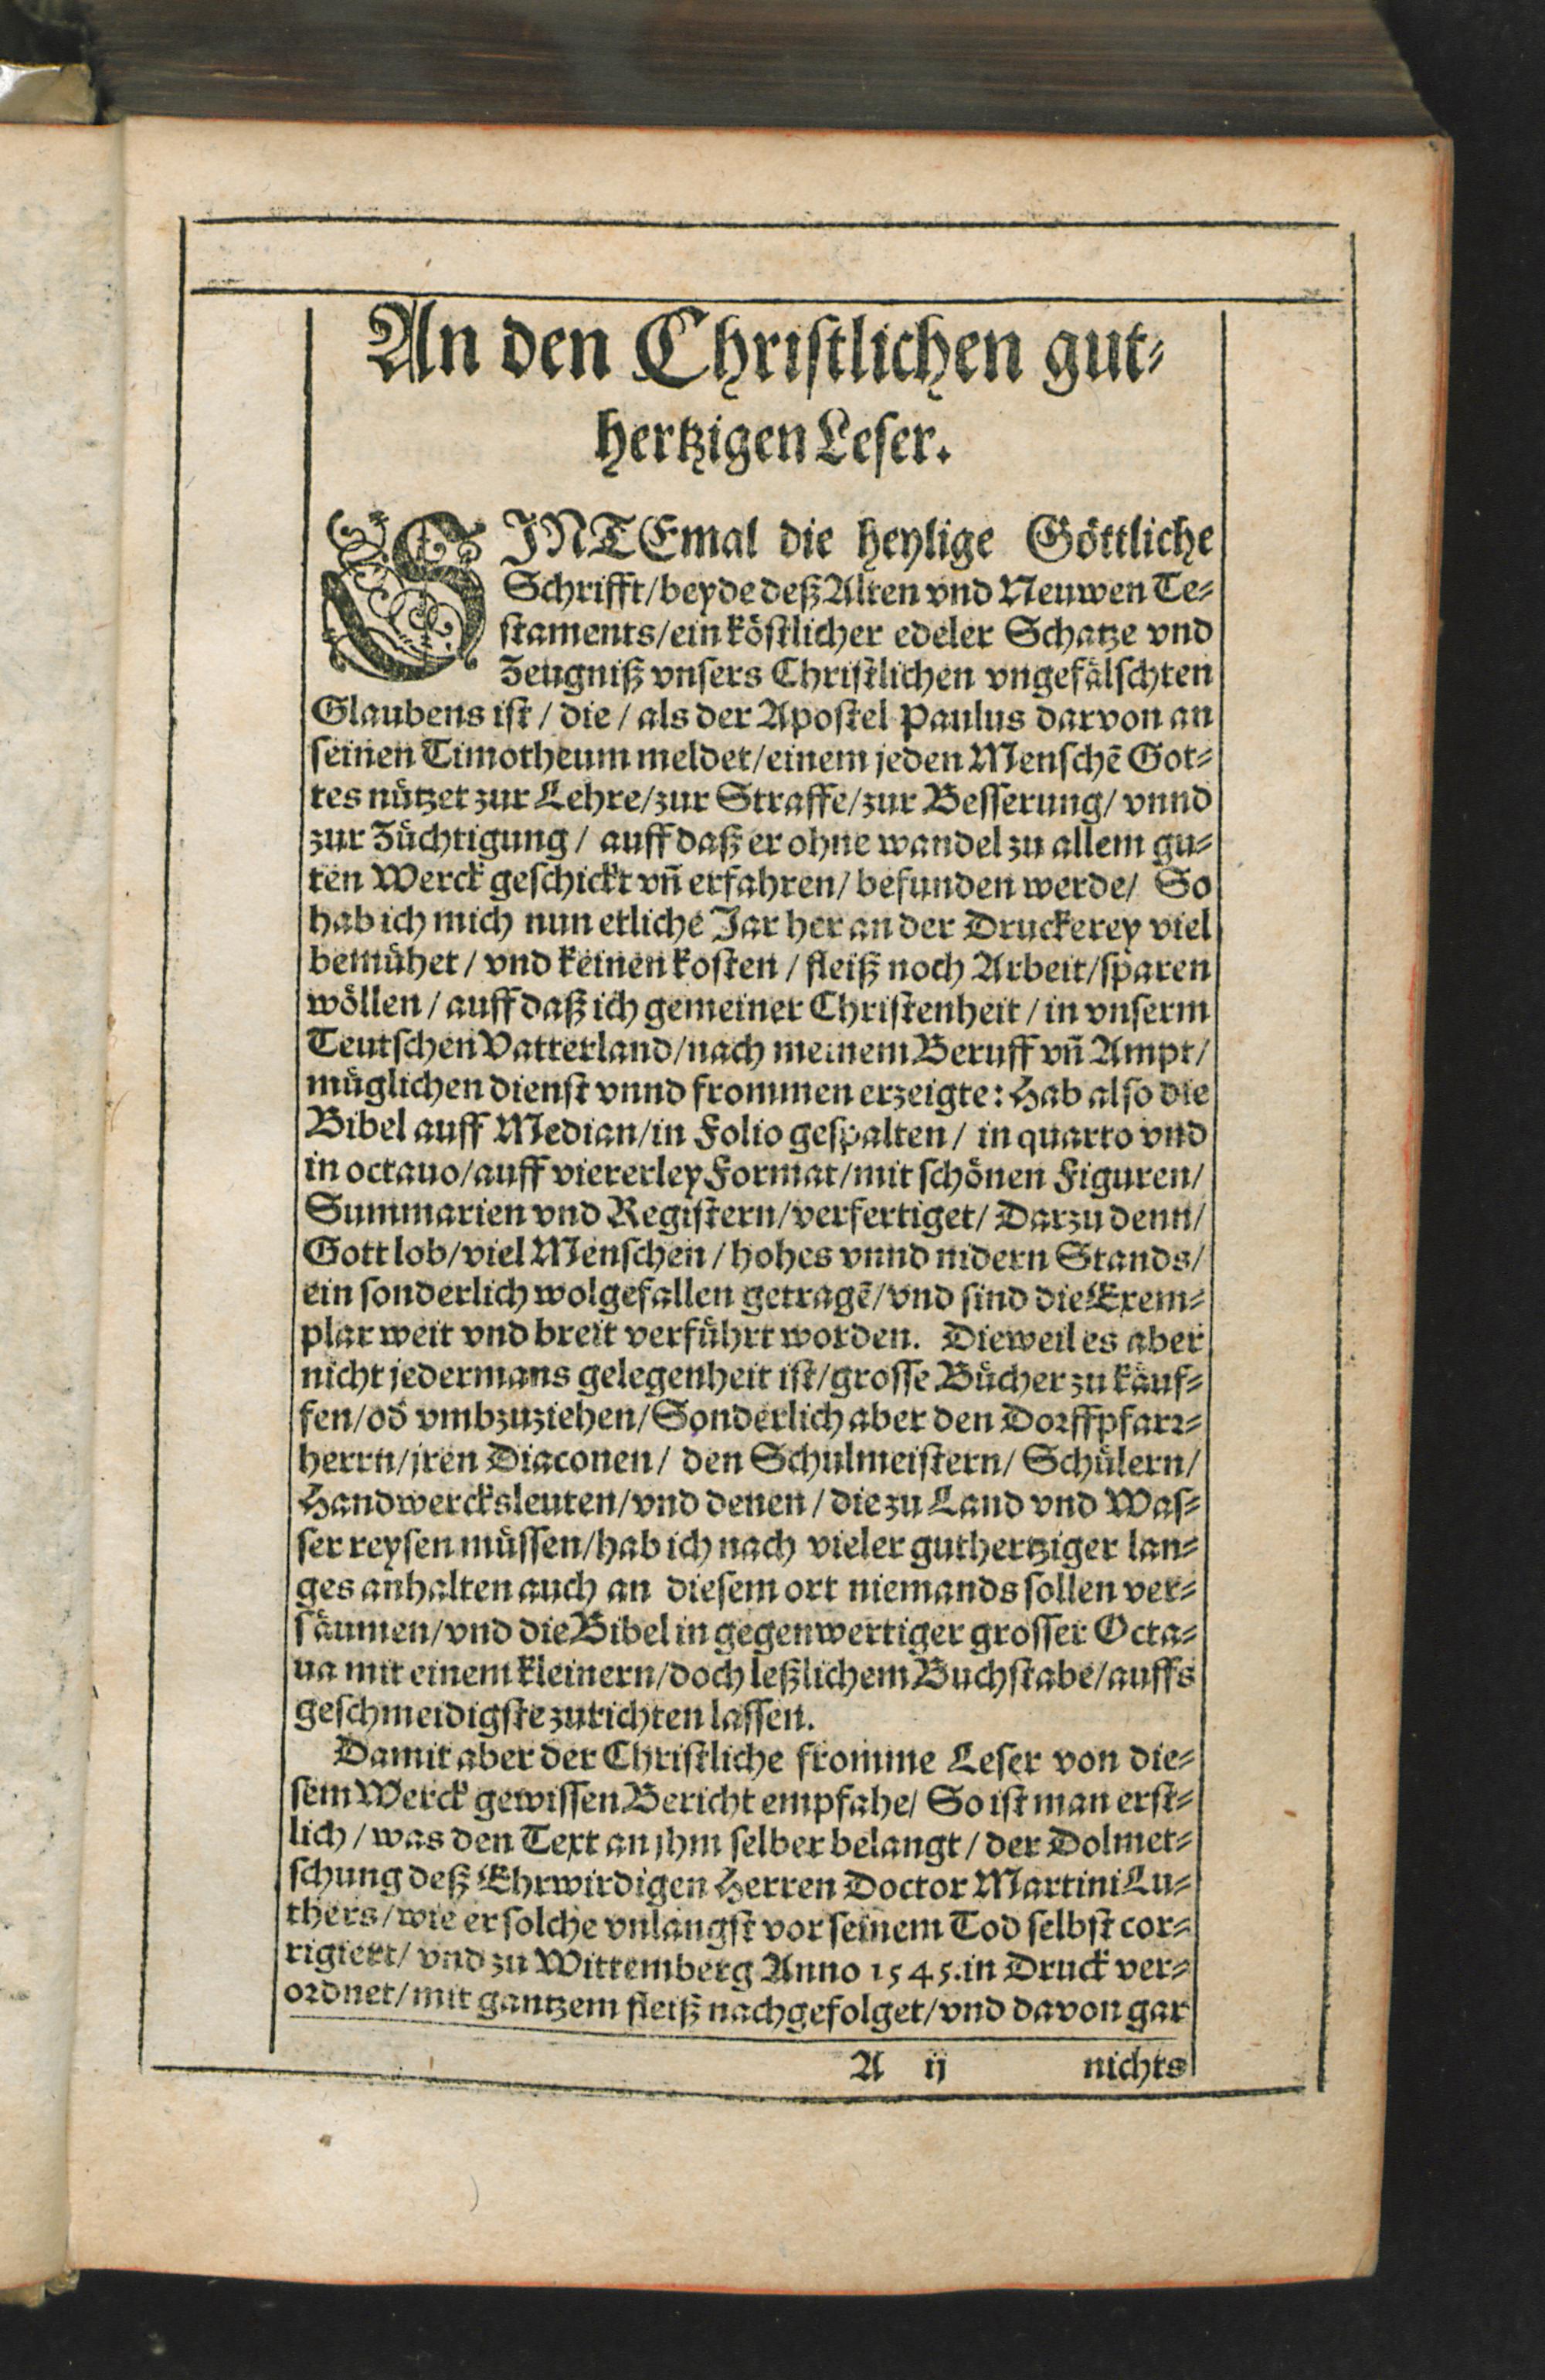 An den Christlichen gut⸗
hertzigen Leser.
SINTEmal die heylige Göttliche
Schrifft/ beyde deß Alten vnd Neuwen Te⸗
staments/ ein köstlicher edeler Schatze vnd
Zeugniß vnsers Christlichen vngefälschten
Glaubens ist/ die/ als der Apostel Paulus darvon an
seinen Timotheum meldet/ einem jeden Menschē Got⸗
tes nützet zur Lehre/ zur Straffe/ zur Besserung/ vnnd
zur Züchtigung/ auff daß er ohne wandel zu allem gu⸗
ten Werck geschickt vn̄ erfahren/ befunden werde/ So
hab ich mich nun etliche Jar her an der Druckerey viel
bemühet/ vnd keinen kosten/ fleiß noch Arbeit/ sparen
wöllen/ auff daß ich gemeiner Christenheit/ in vnserm
Teutschen Vatterland/ nach meinem Beruff vn̄ Ampt/
müglichen dienst vnnd frommen erzeigte: Hab also die
Bibel auff Median/ in Folio gespalten/ in quarto vnd
in octauo/ auff viererley Format/ mit schönen Figuren/
Summarien vnd Registern/ verfertiget/ Darzu denn/
Gott lob/ viel Menschen/ hohes vnnd nidern Stands/
ein sonderlich wolgefallen getragē/ vnd sind die Exem⸗
plar weit vnd breit verführt worden. Dieweil es aber
nicht jedermans gelegenheit ist/ grosse Bücher zu käuf⸗
fen/ od̄ vmbzuziehen/ Sonderlich aber den Dorffpfarr⸗
herrn/ jren Diaconen/ den Schulmeistern/ Schülern/
Handwercksleuten/ vnd denen/ die zu Land vnd Was⸗
ser reysen müssen/ hab ich nach vieler guthertziger lan⸗
ges anhalten auch an diesem ort niemands sollen ver⸗
säumen/ vnd die Bibel in gegenwertiger grosser Octa⸗
ua mit einem kleinern/ doch leßlichem Buchstabe/ auffs
geschmeidigste zurichten lassen.
Damit aber der Christliche fromme Leser von die⸗
sem Werck gewissen Bericht empfahe/ So ist man erst⸗
lich/ was den Text an jhm selber belangt/ der Dolmet⸗
schung deß Ehrwirdigen Herren Doctor Martini Lu⸗
thers/ wie er solche vnlangst vor seinem Tod selbst cor⸗
rigiert/ vnd zu Wittemberg Anno 1545. in Druck ver⸗
ordnet/ mit gantzem fleiß nachgefolget/ vnd davon gar
A ij nichts